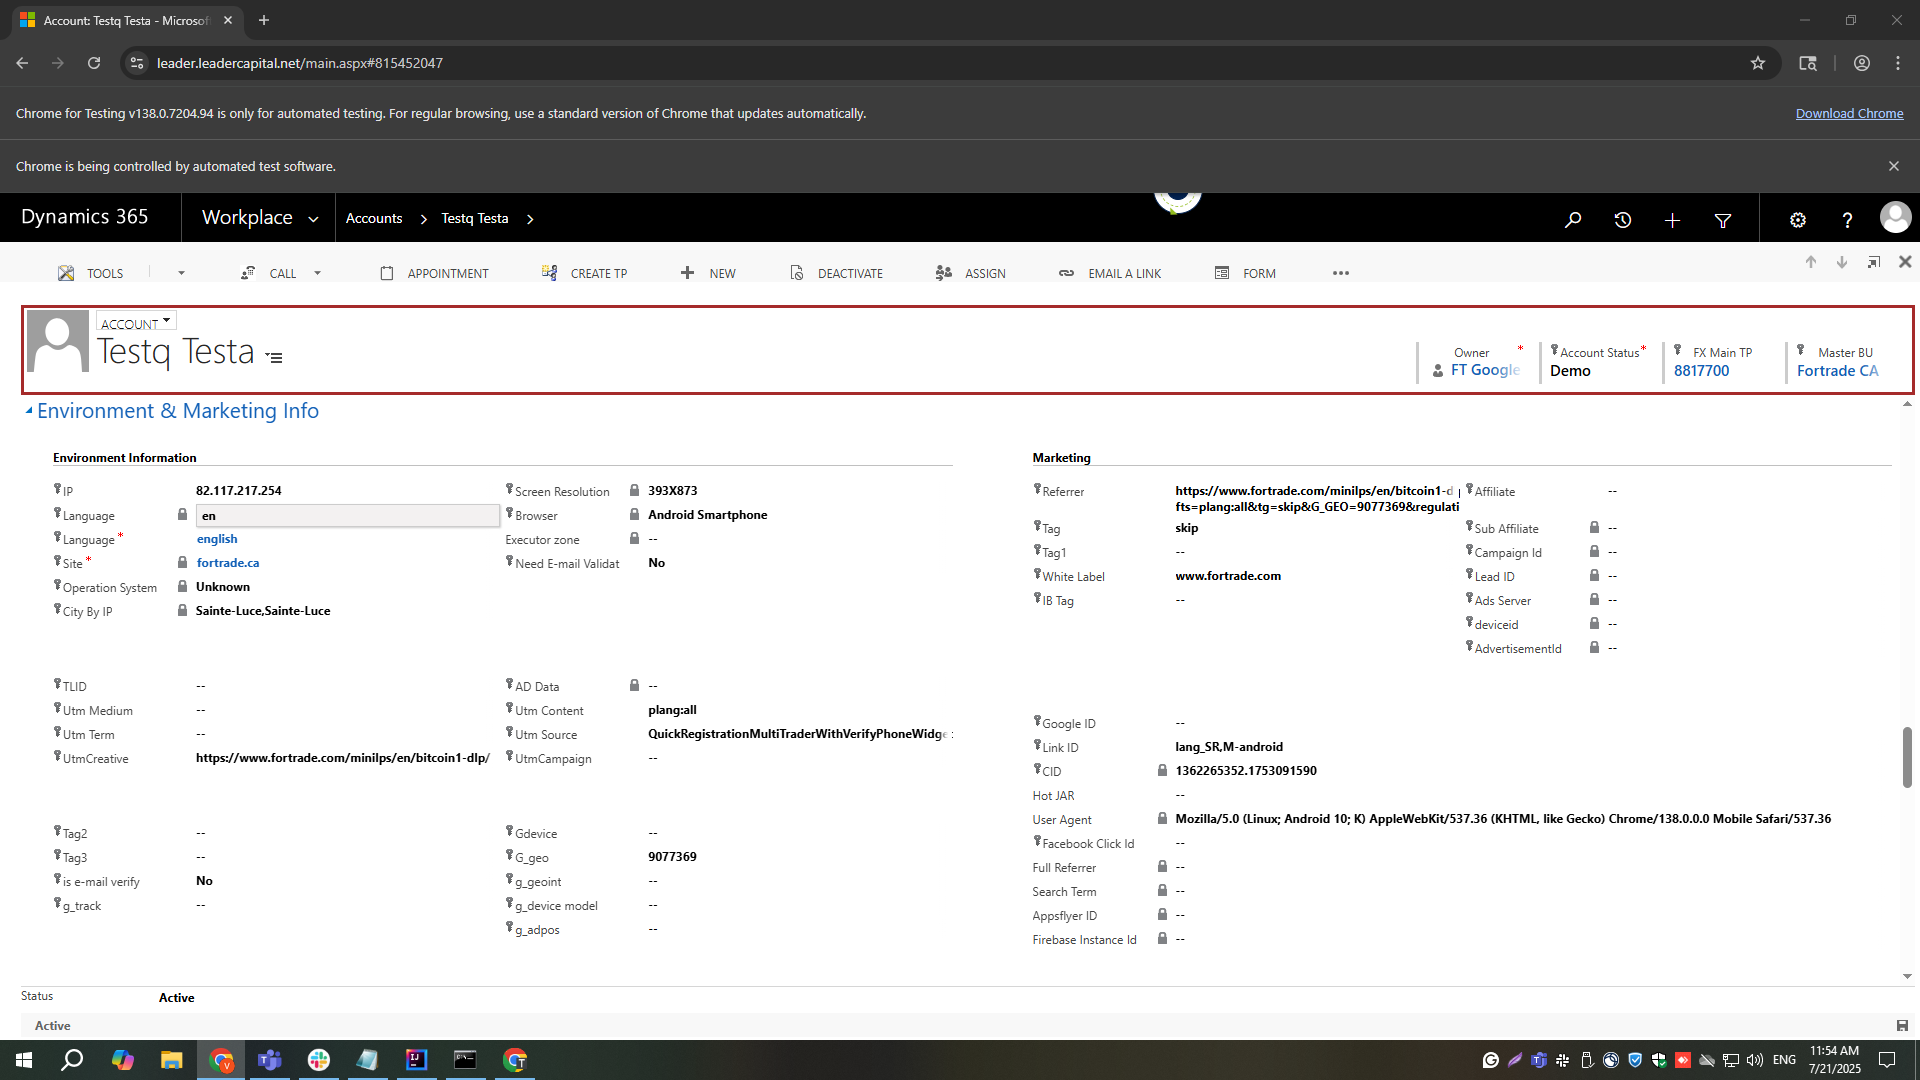 Account: Testq Testa - Microsof
leader.leadercapital.net/main.aspx#815452047
Chrome for Testing v138.0.7204.94 is only for automated testing. For regular browsing, use a standard version of Chrome that updates automatically.
Download Chrome
Chrome is being controlled by automated test software.
Dynamics 365
Workplace
Accounts
Testq Testa
TOOLS
CALL
APPOINTMENT
CREATE TP
NEW
DEACTIVATE
ASSIGN
EMAIL A LINK
FORM
ACCOUNT
Testq Testa
Owner *
FT Google
Account Status *
Demo
FX Main TP
8817700
Master BU
Fortrade CA
Environment & Marketing Info
Environment Information
IP 82.117.217.254
Language en
Language * english
Site * fortrade.ca
Operation System Unknown
City By IP Sainte-Luce,Sainte-Luce
Screen Resolution 393X873
Browser Android Smartphone
Executor zone --
Need E-mail Validat No
TLID --
Utm Medium --
Utm Term --
UtmCreative https://www.fortrade.com/minilps/en/bitcoin1-dlp/
AD Data --
Utm Content plang:all
Utm Source QuickRegistrationMultiTraderWithVerifyPhoneWidge
UtmCampaign --
Tag2 --
Tag3 --
is e-mail verify No
g_track --
Gdevice --
G_geo 9077369
g_geoint --
g_device model --
g_adpos --
Marketing
Referrer https://www.fortrade.com/minilps/en/bitcoin1-d
fts=plang:all&tg=skip&G_GEO=9077369&regulati
Tag skip
Tag1 --
White Label www.fortrade.com
IB Tag --
Affiliate --
Sub Affiliate --
Campaign Id --
Lead ID --
Ads Server --
deviceid --
AdvertisementId --
Google ID --
Link ID lang_SR,M-android
CID 1362265352.1753091590
Hot JAR --
User Agent Mozilla/5.0 (Linux; Android 10; K) AppleWebKit/537.36 (KHTML, like Gecko) Chrome/138.0.0.0 Mobile Safari/537.36
Facebook Click Id --
Full Referrer --
Search Term --
Appsflyer ID --
Firebase Instance Id --
Status Active
Active
ENG
11:54 AM
7/21/2025